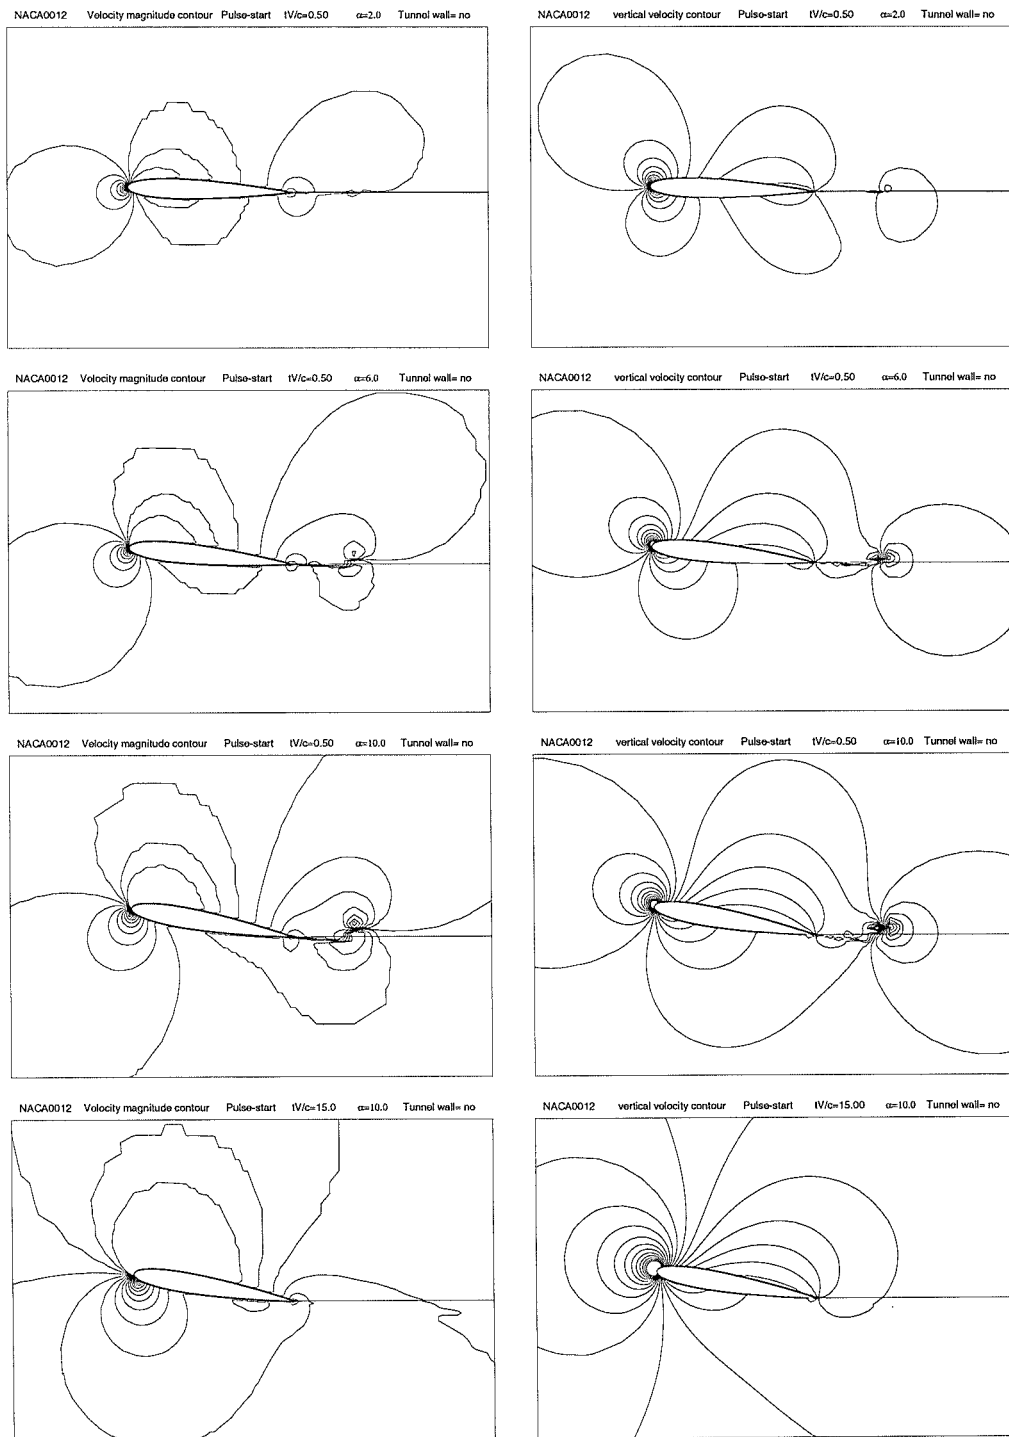 NACA0012 Velocity magnitude contour Pulse-start tV/c=0.50 α=2.0 Tunnel wall= no
NACA0012 vertical velocity contour Pulse-start tV/c=0.50 α=2.0 Tunnel wall= no
NACA0012 Velocity magnitude contour Pulse-start tV/c=0.50 α=6.0 Tunnel wall= no
NACA0012 vertical velocity contour Pulse-start tV/c=0.50 α=6.0 Tunnel wall= no
NACA0012 Velocity magnitude contour Pulse-start tV/c=0.50 α=10.0 Tunnel wall= no
NACA0012 vertical velocity contour Pulse-start tV/c=0.50 α=10.0 Tunnel wall= no
NACA0012 Velocity magnitude contour Pulse-start tV/c=15.0 α=10.0 Tunnel wall= no
NACA0012 vertical velocity contour Pulse-start tV/c=15.00 α=10.0 Tunnel wall= no